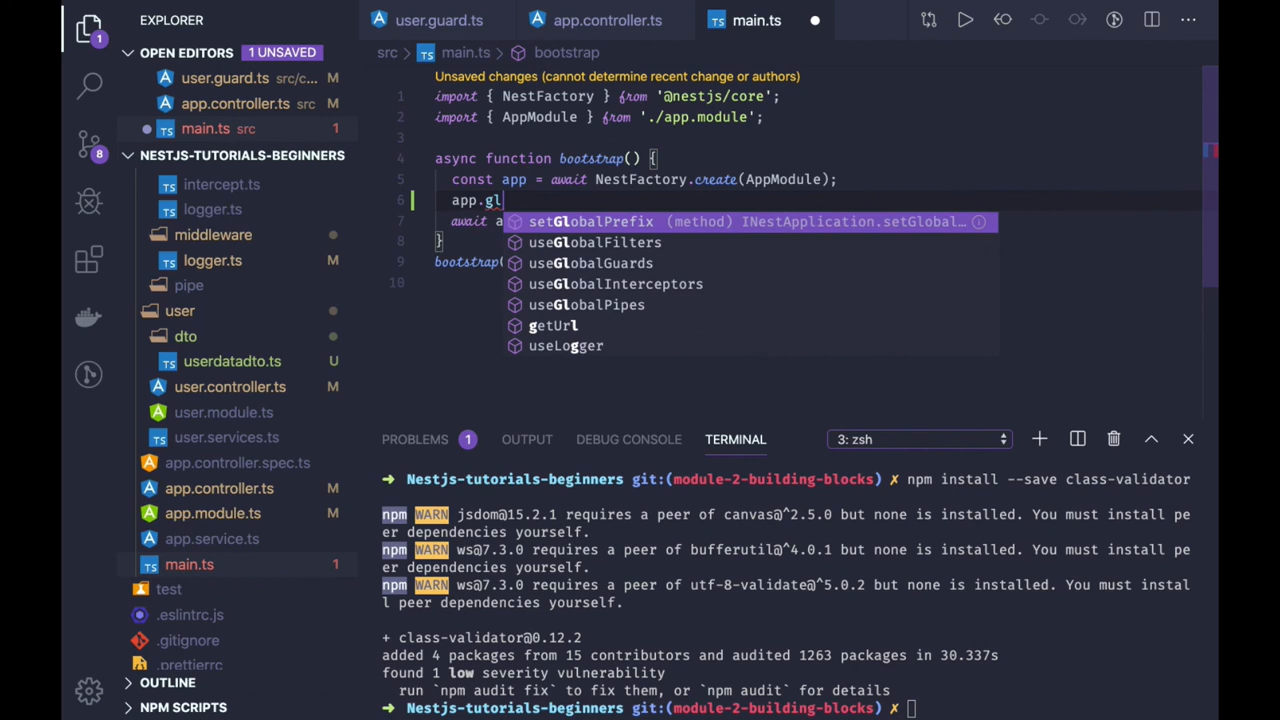 EXPLORER
OPEN EDITORS 1 UNSAVED
user.guard.ts src/c... M
app.controller.ts src M
main.ts src 1
NESTJS-TUTORIALS-BEGINNERS
intercept.ts
logger.ts
middleware
logger.ts M
pipe
user
dto
userdatadto.ts U
user.controller.ts M
user.module.ts
user.services.ts
app.controller.spec.ts
app.controller.ts M
app.module.ts M
app.service.ts
main.ts 1
test
.eslintrc.js
.gitignore
.prettierrc
OUTLINE
NPM SCRIPTS
1
8
user.guard.ts app.controller.ts main.ts
src > main.ts > bootstrap
Unsaved changes (cannot determine recent change or authors)
1 import { NestFactory } from '@nestjs/core';
2 import { AppModule } from './app.module';
3
4 async function bootstrap() {
5 const app = await NestFactory.create(AppModule);
6 app.gl
7 await a
8 }
9 bootstrap(
10
setGlobalPrefix (method) INestApplication.setGlobal…
useGlobalFilters
useGlobalGuards
useGlobalInterceptors
useGlobalPipes
getUrl
useLogger
PROBLEMS 1 OUTPUT DEBUG CONSOLE TERMINAL 3: zsh
➜ Nestjs-tutorials-beginners git:(module-2-building-blocks) ✗ npm install --save class-validator
npm WARN jsdom@15.2.1 requires a peer of canvas@^2.5.0 but none is installed. You must install pe
er dependencies yourself.
npm WARN ws@7.3.0 requires a peer of bufferutil@^4.0.1 but none is installed. You must install pe
er dependencies yourself.
npm WARN ws@7.3.0 requires a peer of utf-8-validate@^5.0.2 but none is installed. You must instal
l peer dependencies yourself.
+ class-validator@0.12.2
added 4 packages from 15 contributors and audited 1263 packages in 30.337s
found 1 low severity vulnerability
run `npm audit fix` to fix them, or `npm audit` for details
➜ Nestjs-tutorials-beginners git:(module-2-building-blocks) ✗